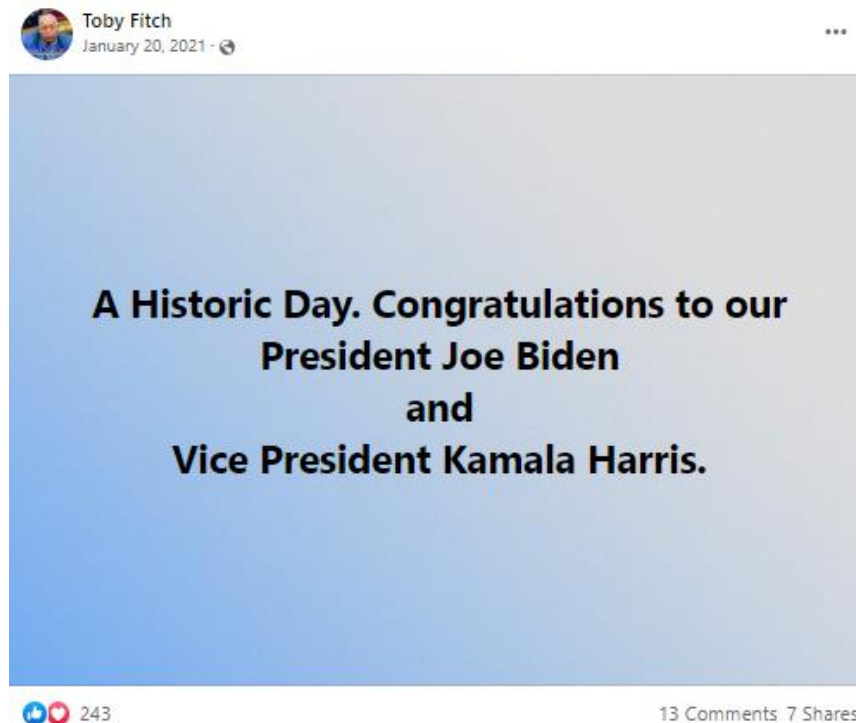 Toby Fitch
January 20, 2021 ·
A Historic Day. Congratulations to our
President Joe Biden
and
Vice President Kamala Harris.
243
13 Comments 7 Shares